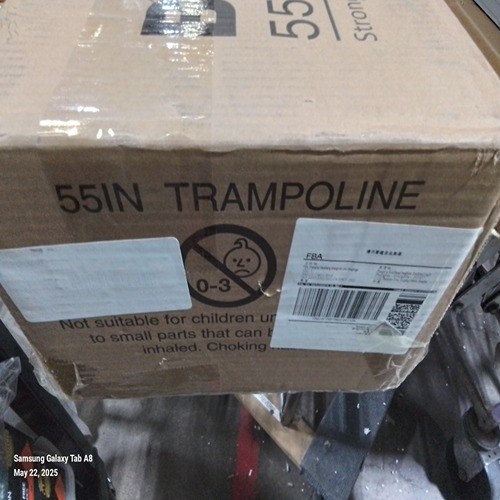 55
Stron
55IN TRAMPOLINE
0-3
FBA
Not suitable for children un
to small parts that can b
inhaled. Choking
Samsung Galaxy Tab A8
May 22, 2025